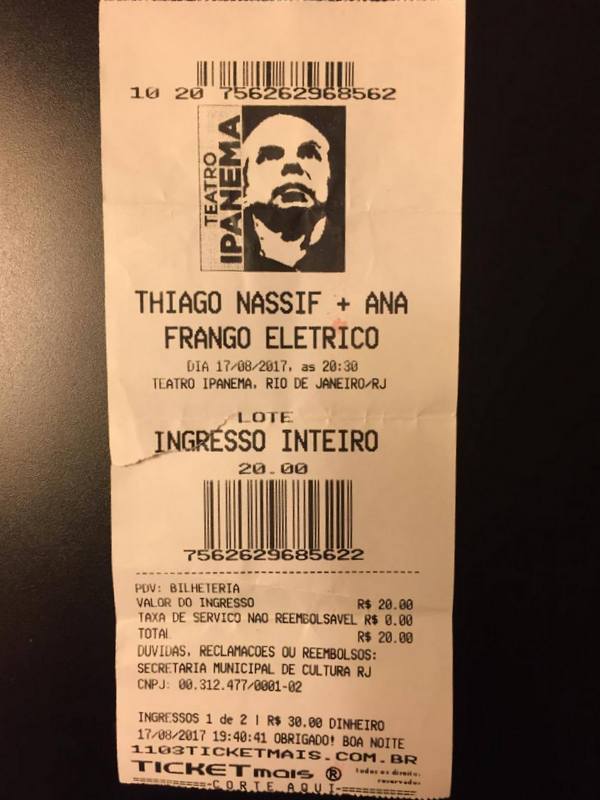 10 20 756262968562
TEATRO
IPANEMA
THIAGO NASSIF + ANA
FRANGO ELETRICO
DIA 17/08/2017, as 20:30
TEATRO IPANEMA, RIO DE JANEIRO/RJ
LOTE
INGRESSO INTEIRO
20.00
7562629685622
PDV: BILHETERIA
VALOR DO INGRESSO R$ 20.00
TAXA DE SERVICO NAO REEMBOLSAVEL R$ 0.00
TOTAL R$ 20.00
DUVIDAS, RECLAMACOES OU REEMBOLSOS:
SECRETARIA MUNICIPAL DE CULTURA RJ
CNPJ: 00.312.477/0001-02
INGRESSOS 1 de 2 | R$ 30.00 DINHEIRO
17/08/2017 19:40:41 OBRIGADO! BOA NOITE
1103TICKETMAIS.COM.BR
TICKETmais ® todos os direitos
reservados
CORTE AQUI